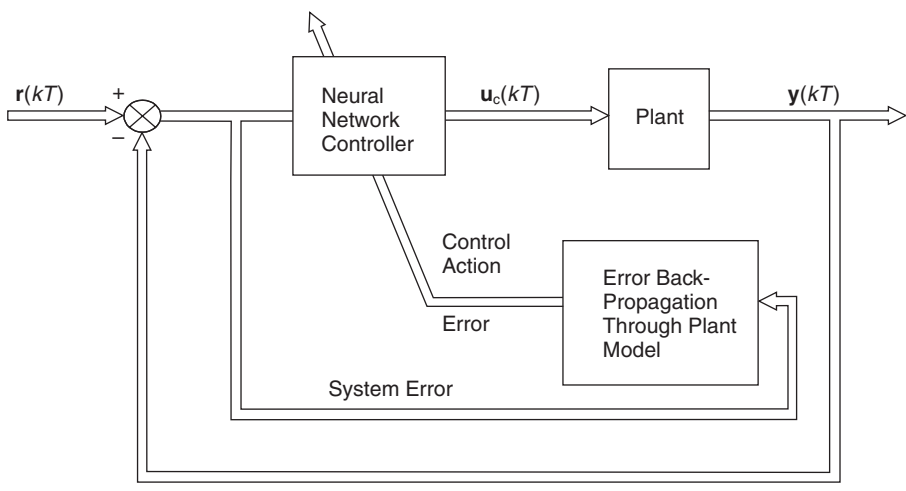 r(kT)
+
−
Neural
Network
Controller
uc(kT)
Plant
y(kT)
Control
Action
Error
Error Back-
Propagation
Through Plant
Model
System Error